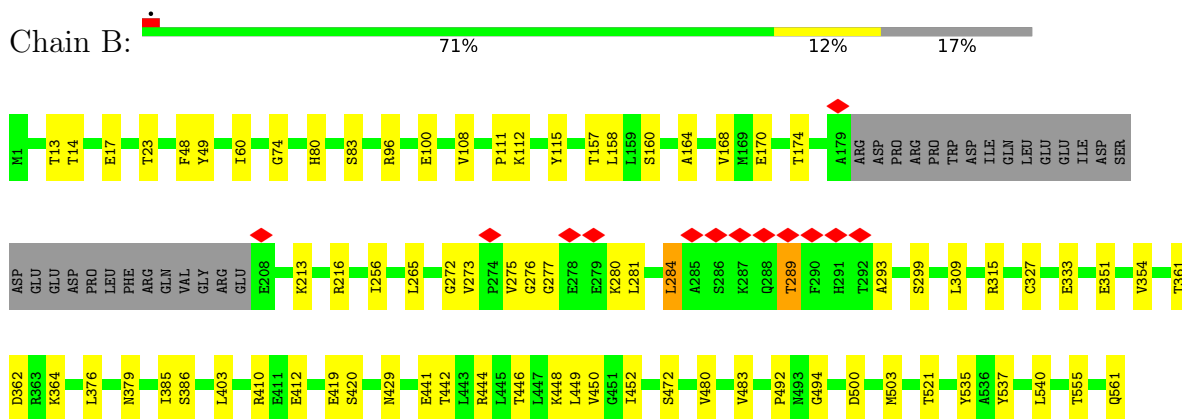 Chain B:
71% 12% 17%
M1 T13 T14 E17 T23 F48 Y49 I60 G74 H80 S83 R96 E100 V108 P111 K112 Y115 T157 L158 L159 S160 A164 V168 M169 E170 T174 A179 ARG ASP PRO ARG PRO TRP ASP ILE GLN LEU GLU GLU ILE ASP SER
ASP GLU GLU ASP PRO LEU PHE ARG GLN VAL GLY ARG GLU E208 K213 R216 I256 L265 G272 V273 P274 V275 G276 G277 E278 E279 K280 L281 L284 A285 S286 K287 Q288 T289 F290 H291 T292 A293 S299 L309 R315 C327 E333 E351 V354 T361
D362 R363 K364 L376 N379 I385 S386 L403 R410 E411 E412 E419 S420 N429 E441 T442 L443 R444 L445 T446 L447 K448 L449 V450 G451 I452 S472 V480 V483 P492 N493 G494 D500 M503 T521 Y535 A536 Y537 L540 T555 Q561